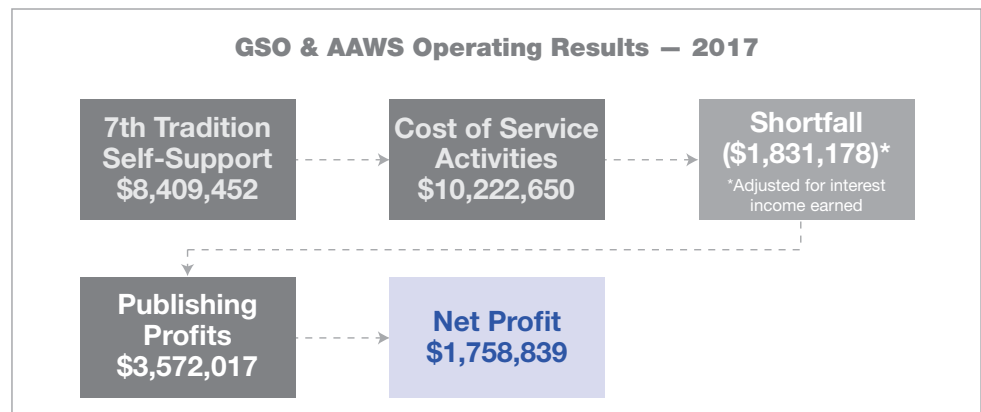 GSO & AAWS Operating Results — 2017
7th Tradition
Self-Support
$8,409,452
Cost of Service
Activities
$10,222,650
Shortfall
($1,831,178)*
*Adjusted for interest
income earned
Publishing
Profits
$3,572,017
Net Profit
$1,758,839